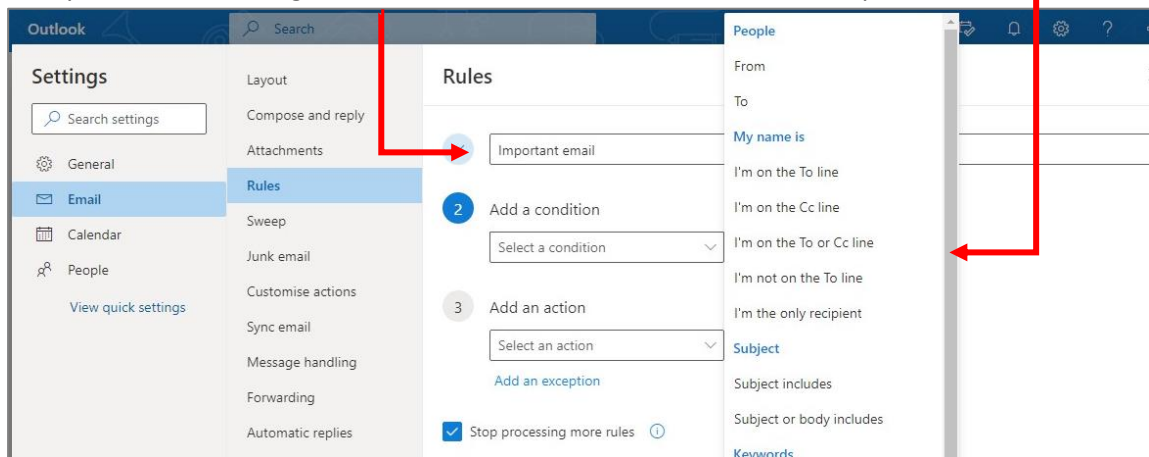 Outlook
Search
Settings
Search settings
General
Email
Calendar
People
View quick settings
Layout
Compose and reply
Attachments
Rules
Sweep
Junk email
Customise actions
Sync email
Message handling
Forwarding
Automatic replies
Rules
Important email
2 Add a condition
Select a condition
3 Add an action
Select an action
Add an exception
Stop processing more rules
People
From
To
My name is
I'm on the To line
I'm on the Cc line
I'm on the To or Cc line
I'm not on the To line
I'm the only recipient
Subject
Subject includes
Subject or body includes
Keywords